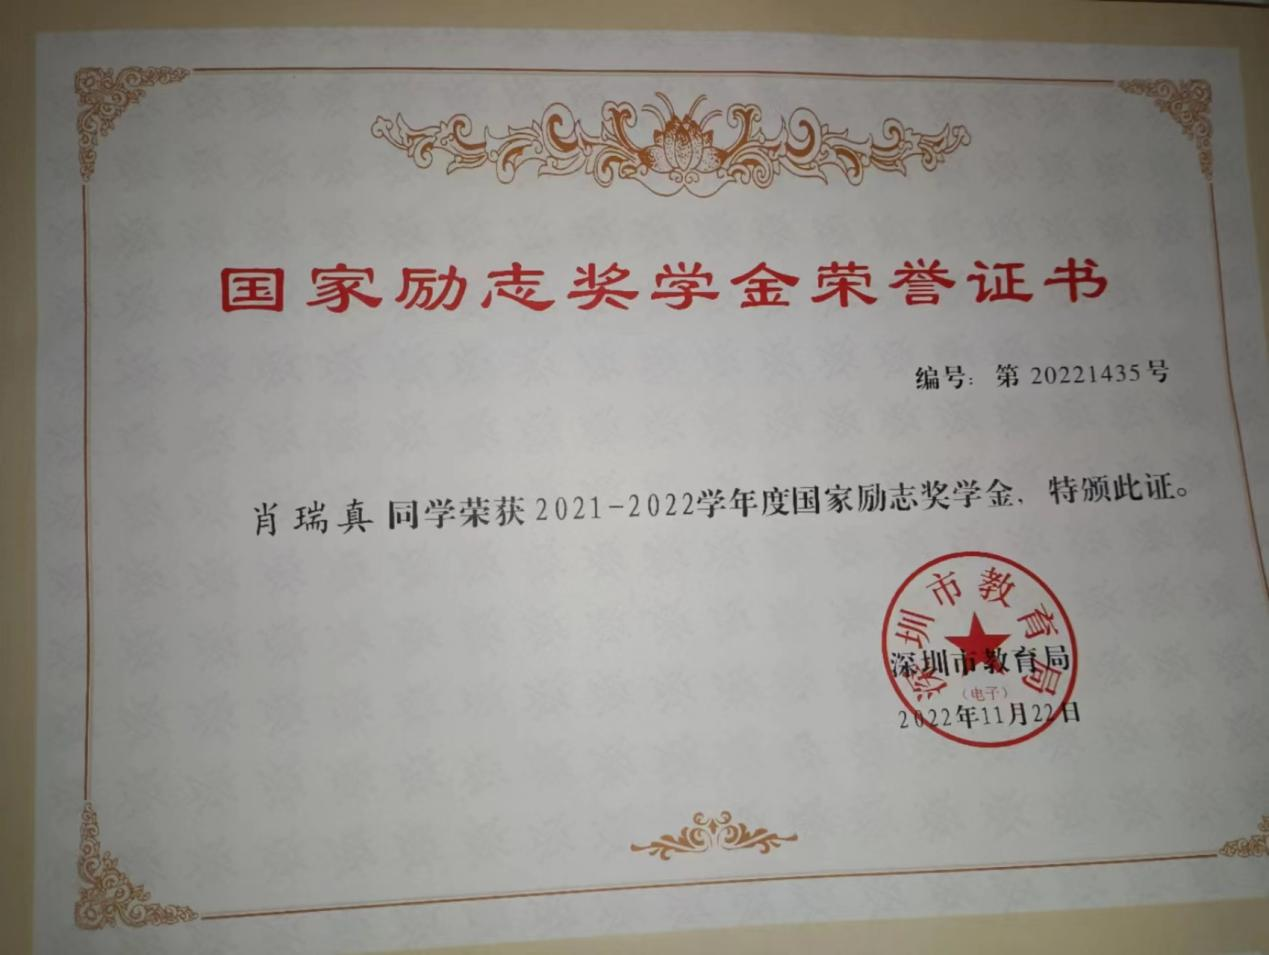 国家励志奖学金荣誉证书
编号：第 20221435 号
肖瑞真 同学荣获 2021-2022学年度国家励志奖学金，特颁此证。
深圳市教育局
深圳市教育局
（电子）
2022年11月22日